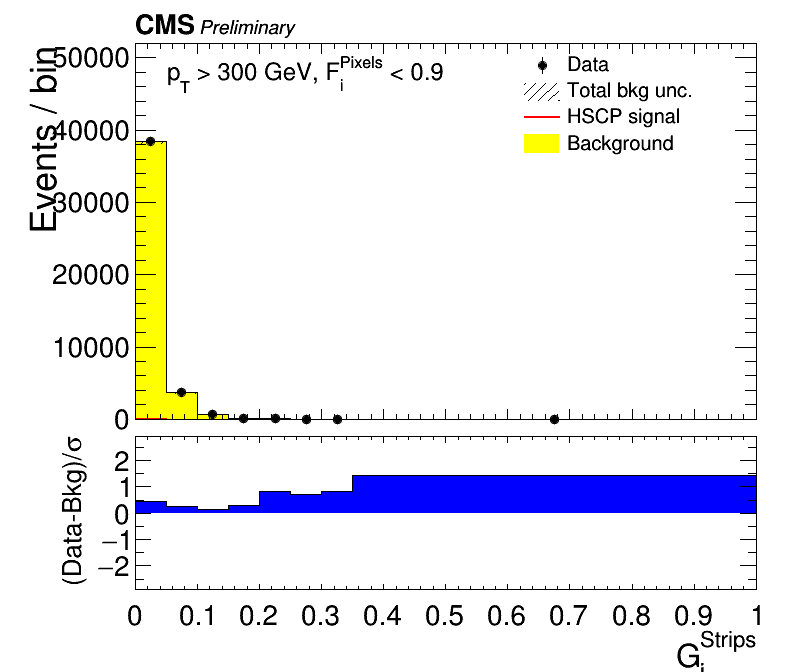 CMS Preliminary
p_T > 300 GeV, F_i^Pixels < 0.9
Data
Total bkg unc.
HSCP signal
Background
Events / bin
50000
40000
30000
20000
10000
0
(Data-Bkg)/σ
2
1
0
−1
−2
0 0.1 0.2 0.3 0.4 0.5 0.6 0.7 0.8 0.9 1
G_i^Strips